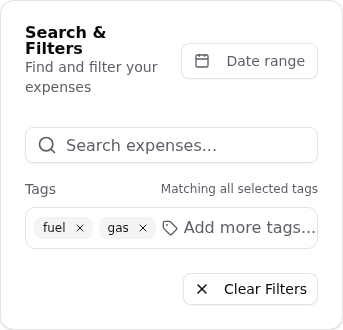 Search &
Filters
Find and filter your
expenses
Date range
Search expenses...
Tags
Matching all selected tags
fuel
gas
Add more tags...
Clear Filters